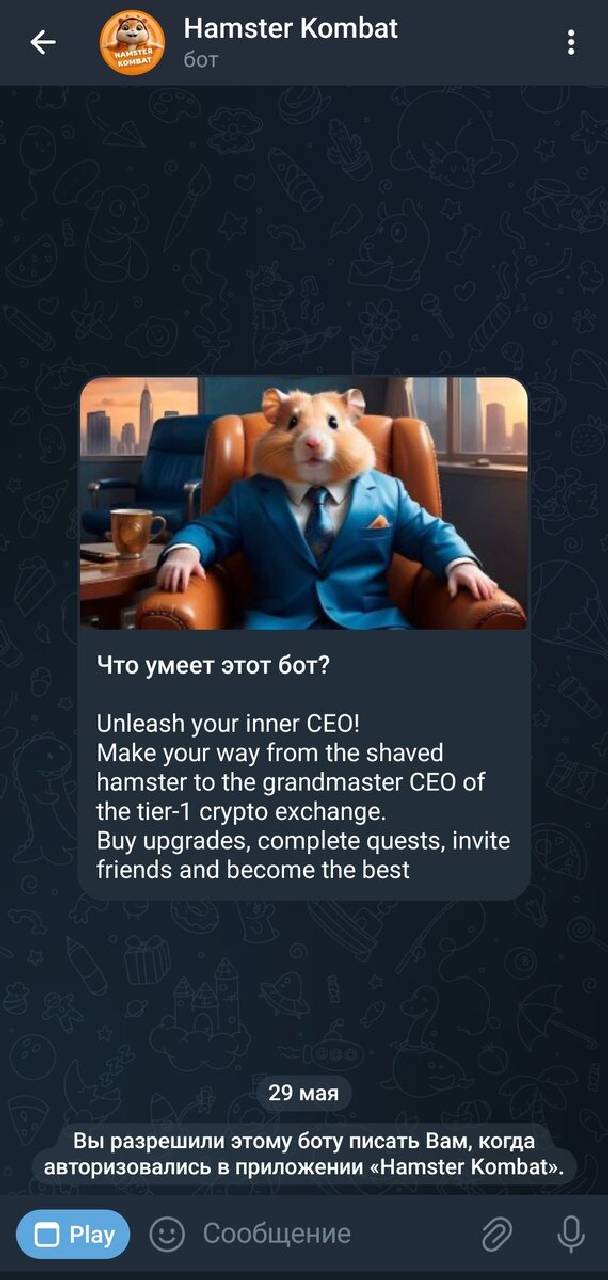 Hamster Kombat
бот
HAMSTER
KOMBAT
Что умеет этот бот?
Unleash your inner CEO!
Make your way from the shaved
hamster to the grandmaster CEO of
the tier-1 crypto exchange.
Buy upgrades, complete quests, invite
friends and become the best
29 мая
Вы разрешили этому боту писать Вам, когда
авторизовались в приложении «Hamster Kombat».
Play
Сообщение